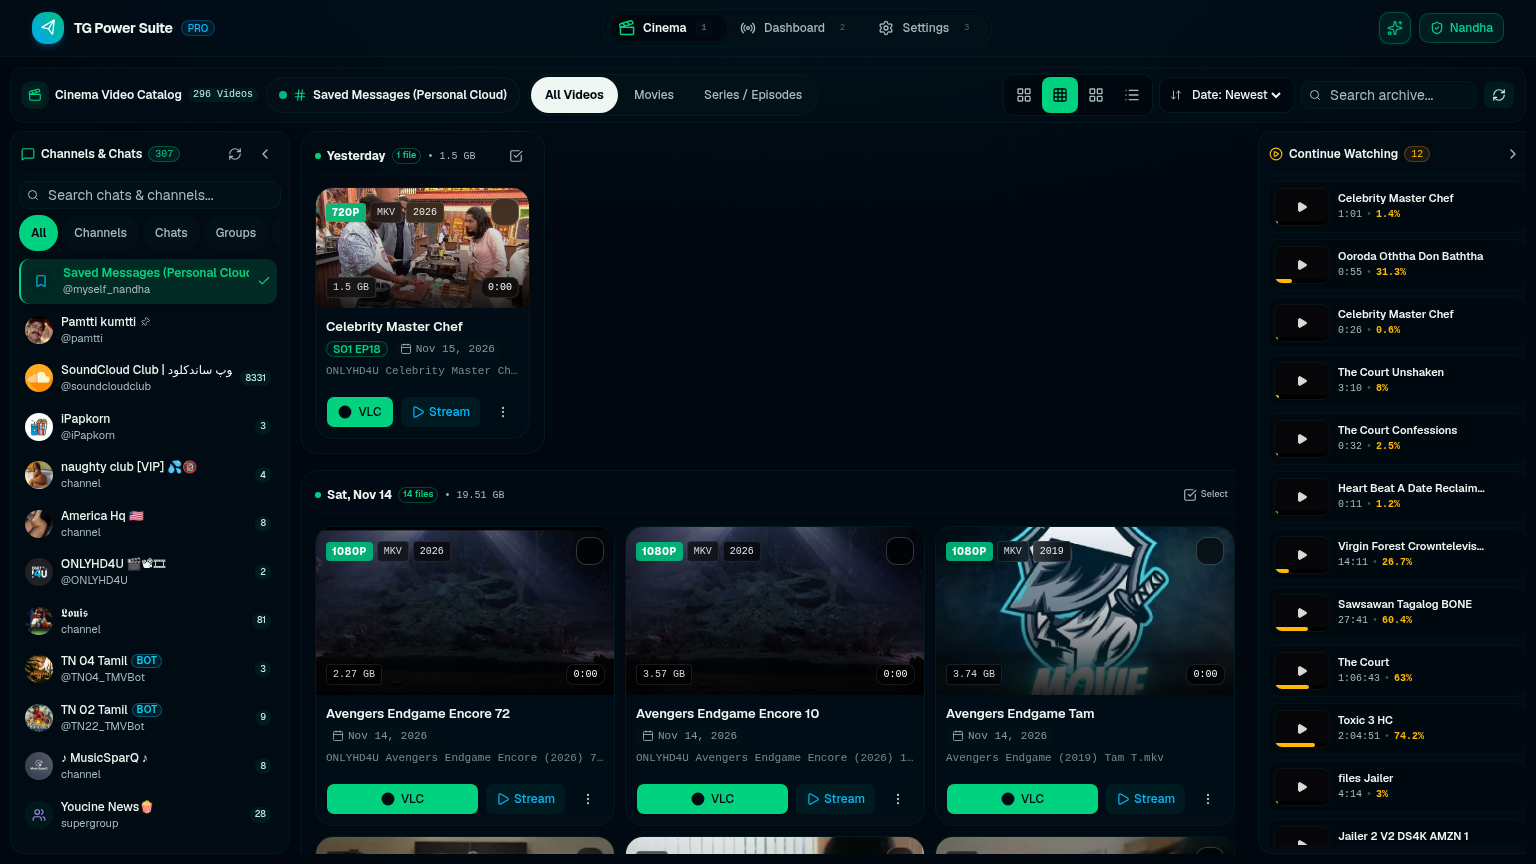 TG Power Suite PRO
Cinema 1
Dashboard 2
Settings 3
Nandha
Cinema Video Catalog 296 Videos
Saved Messages (Personal Cloud)
All Videos
Movies
Series / Episodes
Date: Newest
Search archive...
Channels & Chats 307
Search chats & channels...
All
Channels
Chats
Groups
Saved Messages (Personal Cloud
@myself_nandha
Pamtti kumtti
@pamtti
SoundCloud Club | وپ ساندکلود
@soundcloudclub
8331
iPapkorn
@iPapkorn
3
naughty club [VIP] 💦🔞
channel
4
America Hq 🇺🇸
channel
8
ONLYHD4U 🎬📽🎞
@ONLYHD4U
2
𝕷𝖔𝖚𝖎𝖘
channel
81
TN 04 Tamil BOT
@TN04_TMVBot
3
TN 02 Tamil BOT
@TN22_TMVBot
9
♪ MusicSparQ ♪
channel
8
Youcine News🍿
supergroup
28
Yesterday 1 file • 1.5 GB
720P MKV 2026
1.5 GB 0:00
Celebrity Master Chef
S01 EP18 Nov 15, 2026
ONLYHD4U Celebrity Master Ch…
VLC Stream
Sat, Nov 14 14 files • 19.51 GB
Select
1080P MKV 2026
2.27 GB 0:00
Avengers Endgame Encore 72
Nov 14, 2026
ONLYHD4U Avengers Endgame Encore (2026) 7…
VLC Stream
1080P MKV 2026
3.57 GB 0:00
Avengers Endgame Encore 10
Nov 14, 2026
ONLYHD4U Avengers Endgame Encore (2026) 1…
VLC Stream
1080P MKV 2019
MOVIE
3.74 GB 0:00
Avengers Endgame Tam
Nov 14, 2026
Avengers Endgame (2019) Tam T.mkv
VLC Stream
Continue Watching 12
Celebrity Master Chef
1:01 • 1.4%
Ooroda Oththa Don Baththa
0:55 • 31.3%
Celebrity Master Chef
0:26 • 0.6%
The Court Unshaken
3:10 • 8%
The Court Confessions
0:32 • 2.5%
Heart Beat A Date Reclaim…
0:11 • 1.2%
Virgin Forest Crowntelevis…
14:11 • 26.7%
Sawsawan Tagalog BONE
27:41 • 60.4%
The Court
1:06:43 • 63%
Toxic 3 HC
2:04:51 • 74.2%
files Jailer
4:14 • 3%
Jailer 2 V2 DS4K AMZN 1